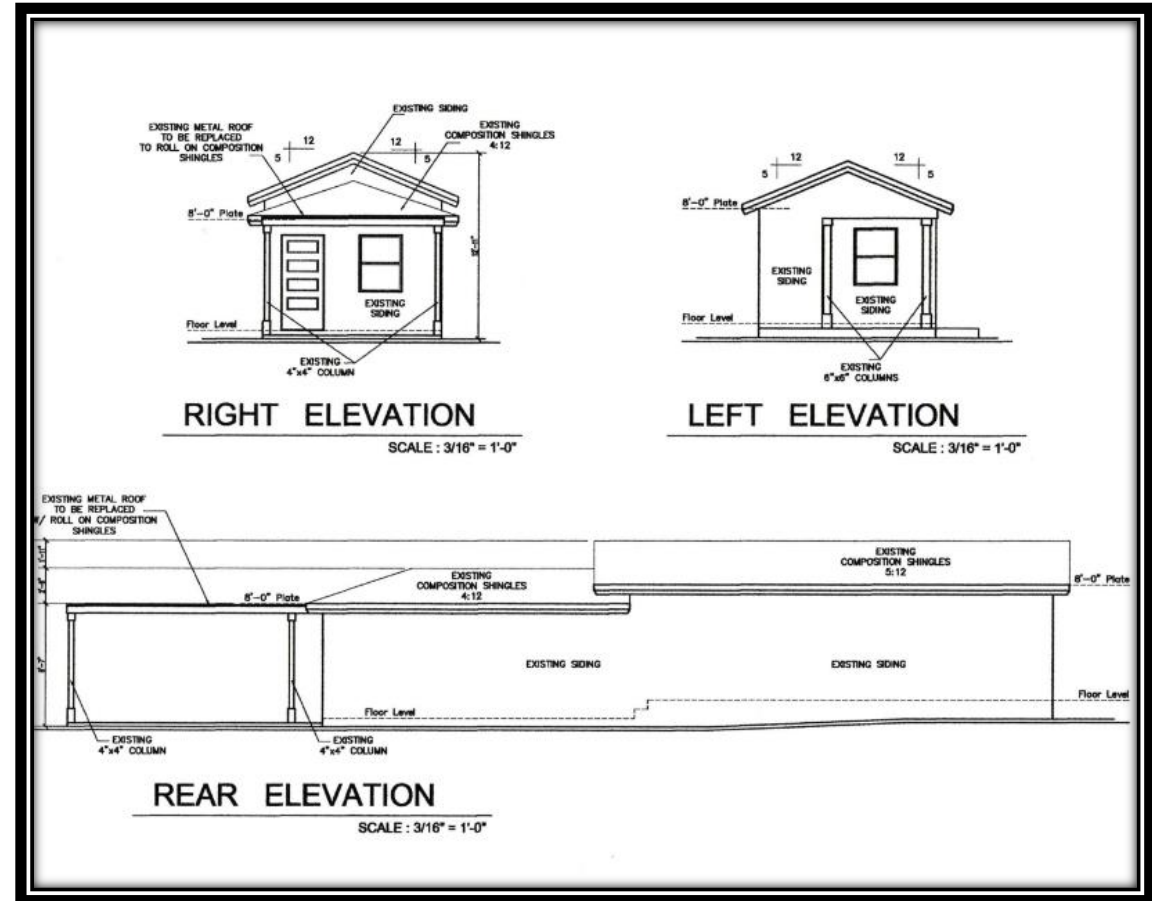 EXISTING SIDING
EXISTING METAL ROOF
TO BE REPLACED
TO ROLL ON COMPOSITION
SHINGLES
EXISTING
COMPOSITION SHINGLES
4:12
12
5
12
5
8'-0" Plate
EXISTING
SIDING
Floor Level
EXISTING
4"x4" COLUMN
RIGHT ELEVATION
SCALE : 3/16" = 1'-0"
12
5
12
5
8'-0" Plate
EXISTING
SIDING
EXISTING
SIDING
Floor Level
EXISTING
6"x6" COLUMNS
LEFT ELEVATION
SCALE : 3/16" = 1'-0"
EXISTING METAL ROOF
TO BE REPLACED
W/ ROLL ON COMPOSITION
SHINGLES
EXISTING
COMPOSITION SHINGLES
5:12
EXISTING
COMPOSITION SHINGLES
4:12
8'-0" Plate
8'-0" Plate
EXISTING SIDING
EXISTING SIDING
Floor Level
Floor Level
EXISTING
4"x4" COLUMN
EXISTING
4"x4" COLUMN
REAR ELEVATION
SCALE : 3/16" = 1'-0"